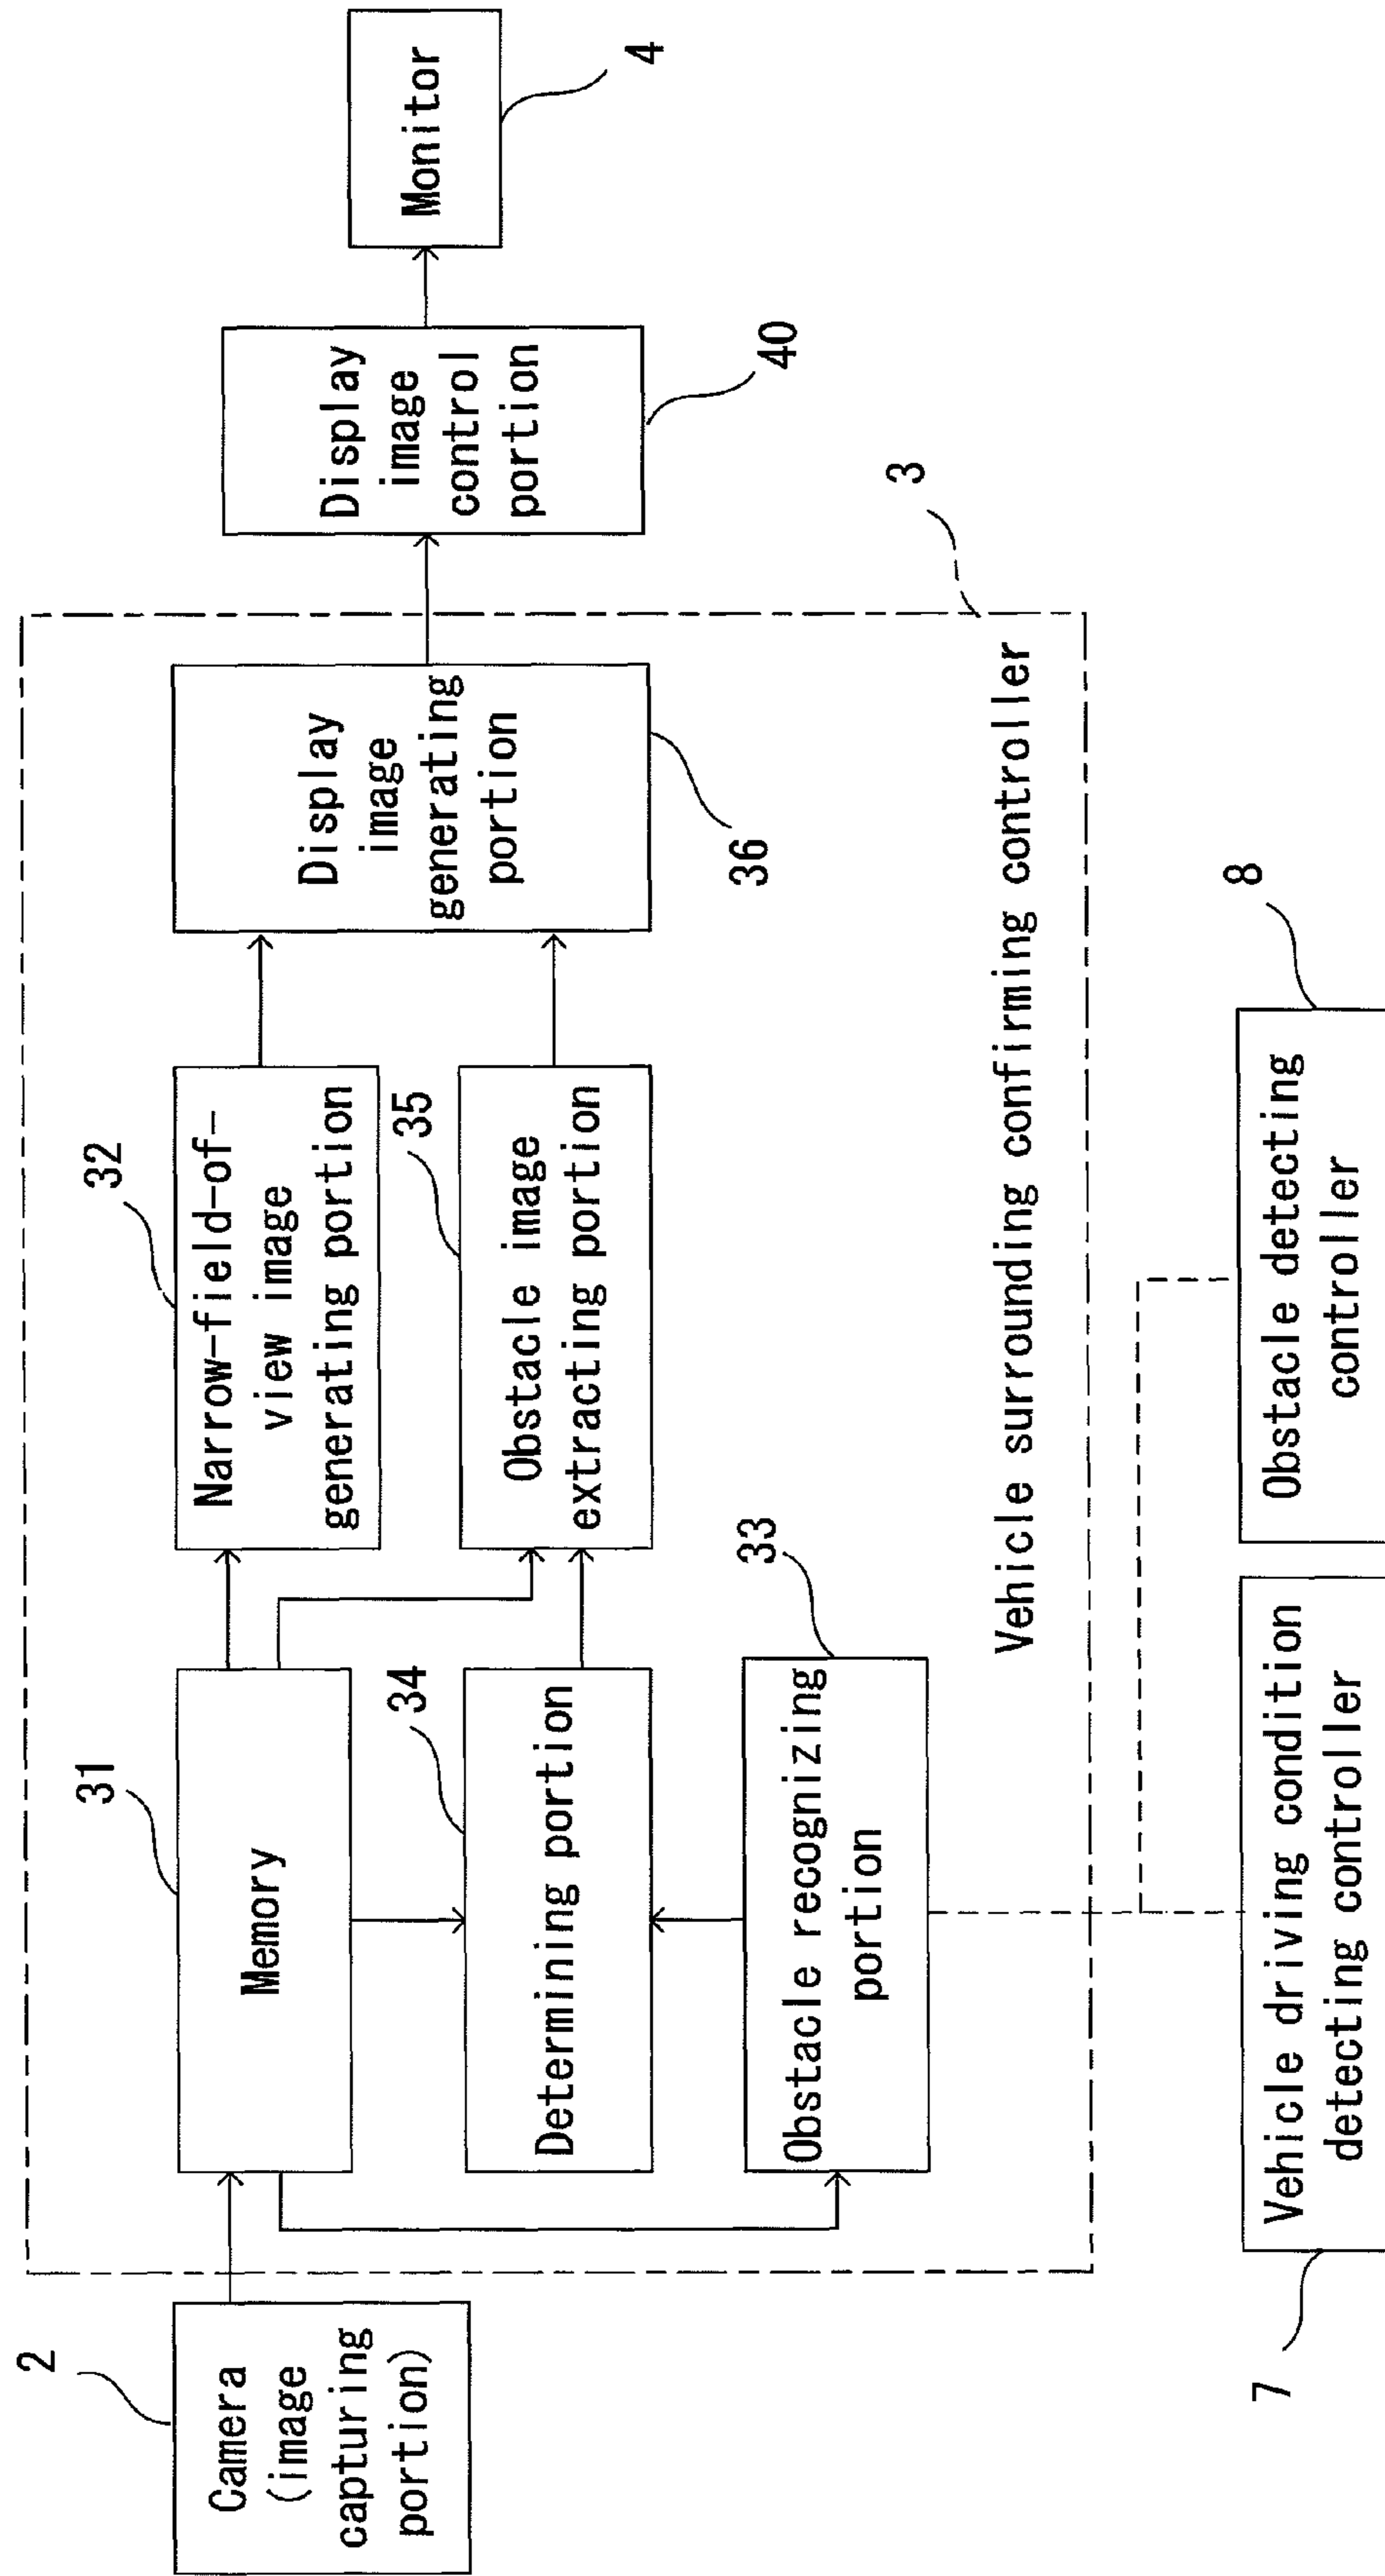 2
Camera
(image
capturing
portion)
31
Memory
34
Determining portion
33
Obstacle recognizing
portion
32
Narrow-field-of-
view image
generating portion
35
Obstacle image
extracting portion
Display
image
generating
portion
36
Vehicle surrounding confirming controller
3
Display
image
control
portion
40
Monitor
4
7
Vehicle driving condition
detecting controller
8
Obstacle detecting
controller